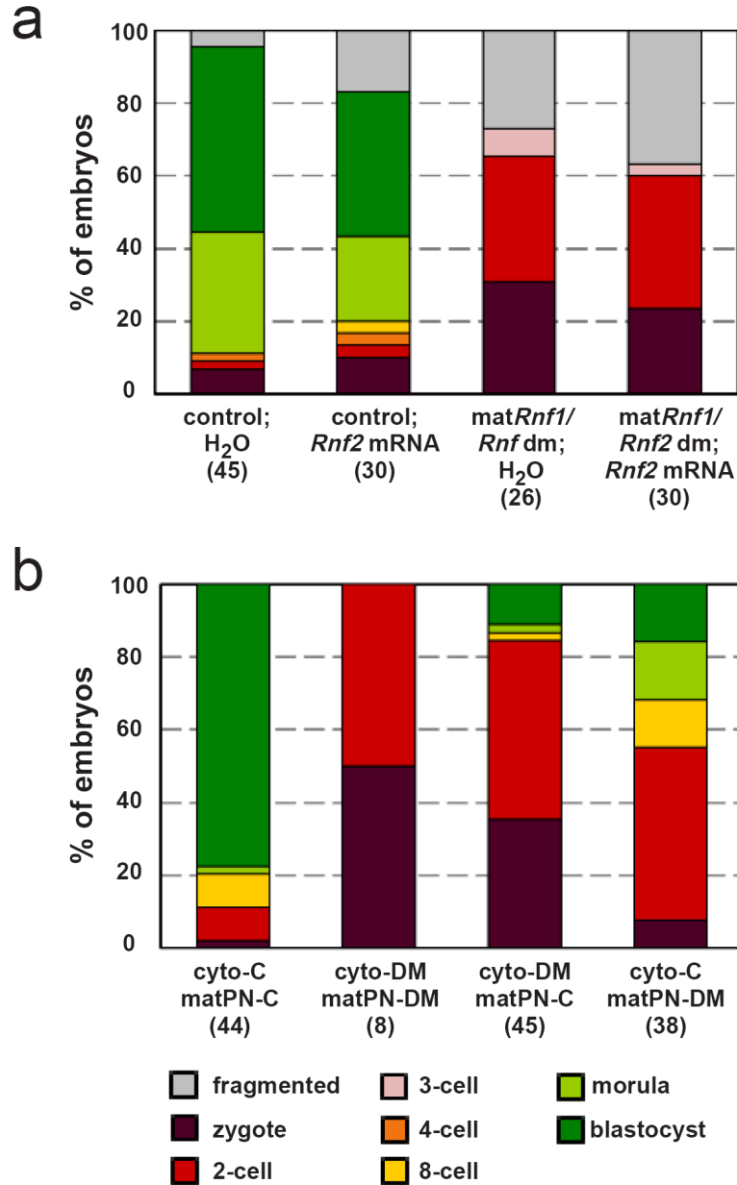 a
% of embryos
100
80
60
40
20
0
control;
H₂O
(45)
control;
Rnf2 mRNA
(30)
matRnf1/
Rnf dm;
H₂O
(26)
matRnf1/
Rnf2 dm;
Rnf2 mRNA
(30)
b
% of embryos
100
80
60
40
20
0
cyto-C
matPN-C
(44)
cyto-DM
matPN-DM
(8)
cyto-DM
matPN-C
(45)
cyto-C
matPN-DM
(38)
fragmented
zygote
2-cell
3-cell
4-cell
8-cell
morula
blastocyst